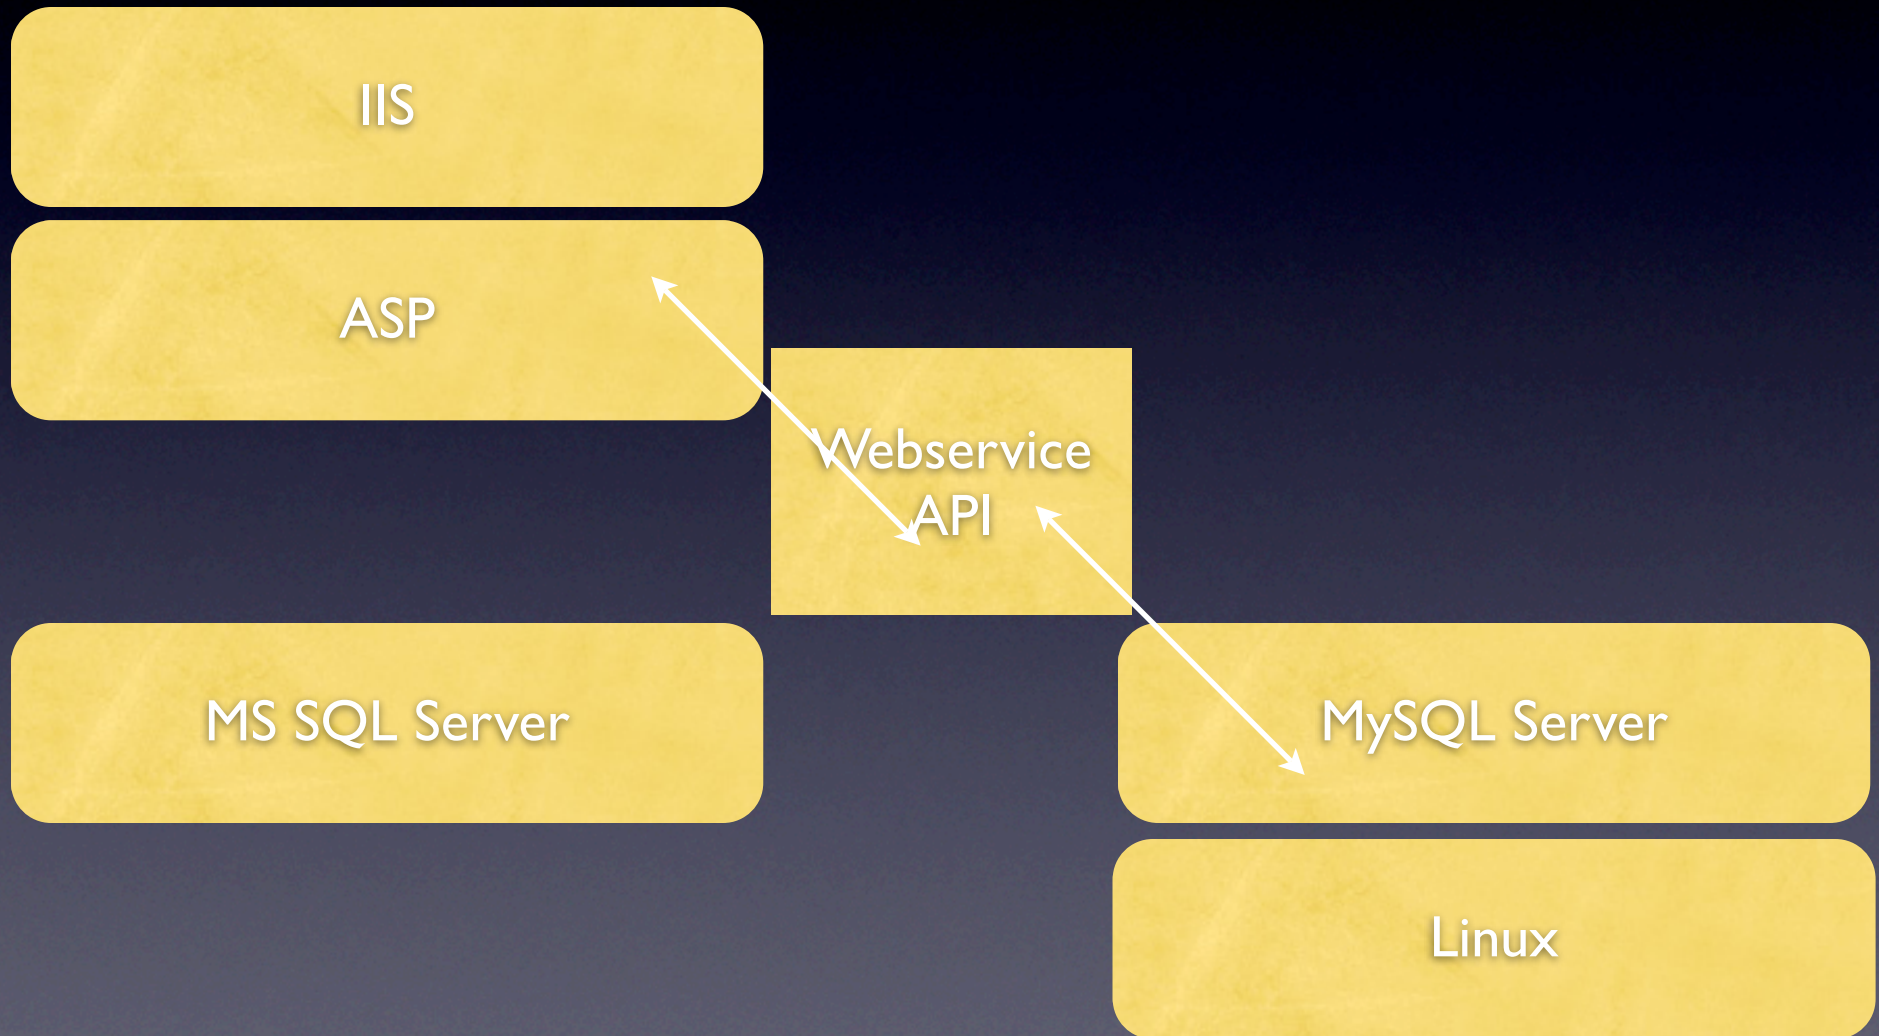 IIS
ASP
Webservice
API
MS SQL Server
MySQL Server
Linux